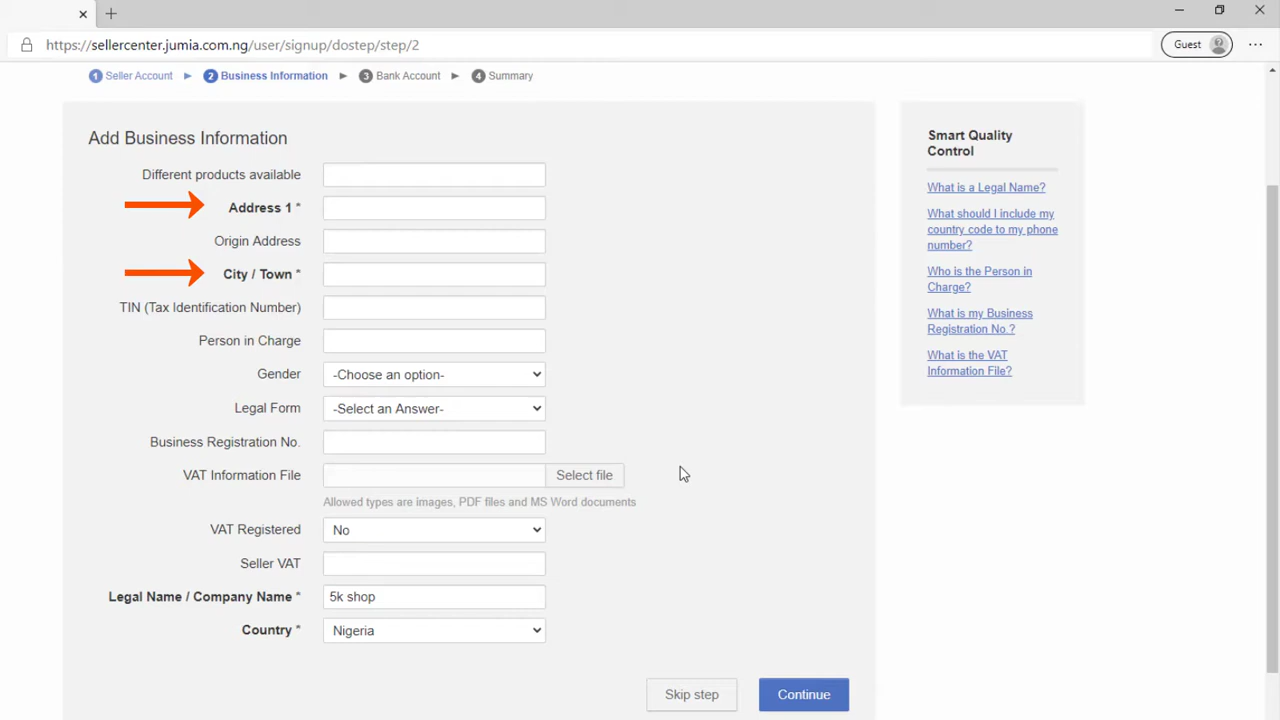 https://sellercenter.jumia.com.ng/user/signup/dostep/step/2
Guest
1 Seller Account 2 Business Information 3 Bank Account 4 Summary
Add Business Information
Different products available
Address 1 *
Origin Address
City / Town *
TIN (Tax Identification Number)
Person in Charge
Gender -Choose an option-
Legal Form -Select an Answer-
Business Registration No.
VAT Information File Select file
Allowed types are images, PDF files and MS Word documents
VAT Registered No
Seller VAT
Legal Name / Company Name * 5k shop
Country * Nigeria
Skip step Continue
Smart Quality
Control
What is a Legal Name?
What should I include my
country code to my phone
number?
Who is the Person in
Charge?
What is my Business
Registration No.?
What is the VAT
Information File?